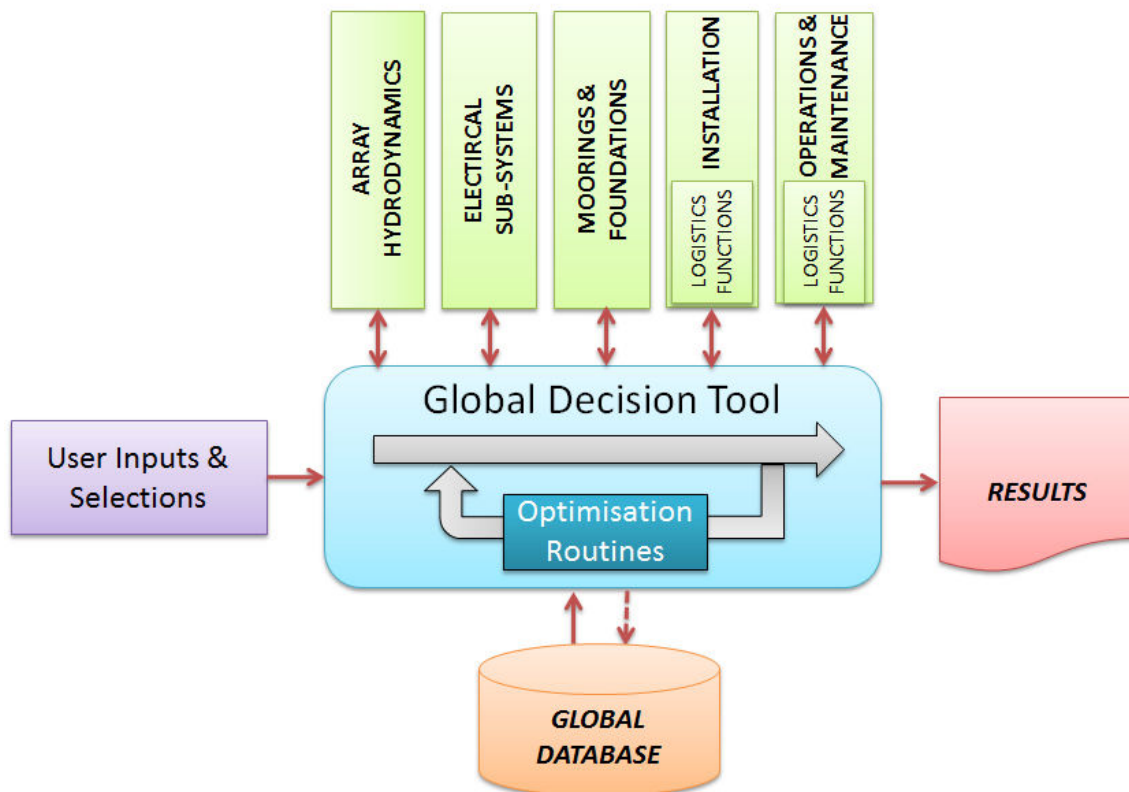 ARRAY
HYDRODYNAMICS
ELECTIRCAL
SUB-SYSTEMS
MOORINGS &
FOUNDATIONS
INSTALLATION
LOGISTICS
FUNCTIONS
OPERATIONS &
MAINTENANCE
LOGISTICS
FUNCTIONS
Global Decision Tool
User Inputs &
Selections
Optimisation
Routines
RESULTS
GLOBAL
DATABASE